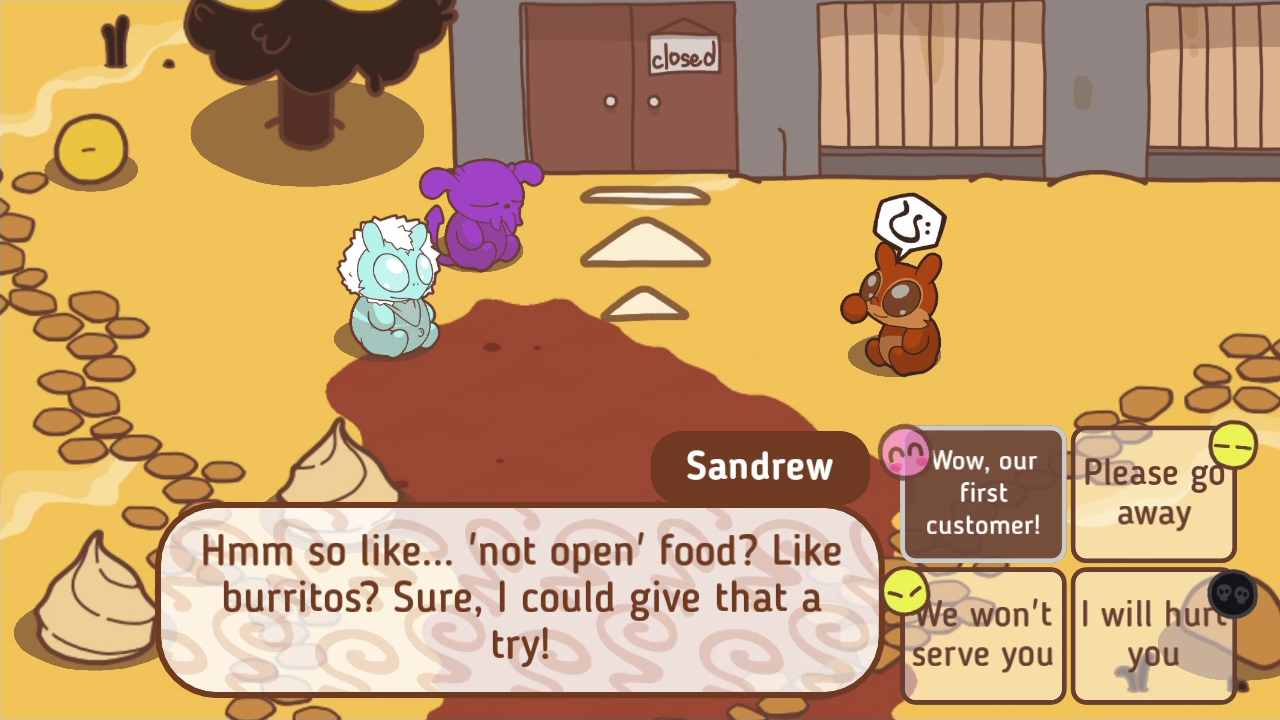 closed
Sandrew
Hmm so like... 'not open' food? Like
burritos? Sure, I could give that a
try!
Wow, our
first
customer!
Please go
away
We won't
serve you
I will hurt
you